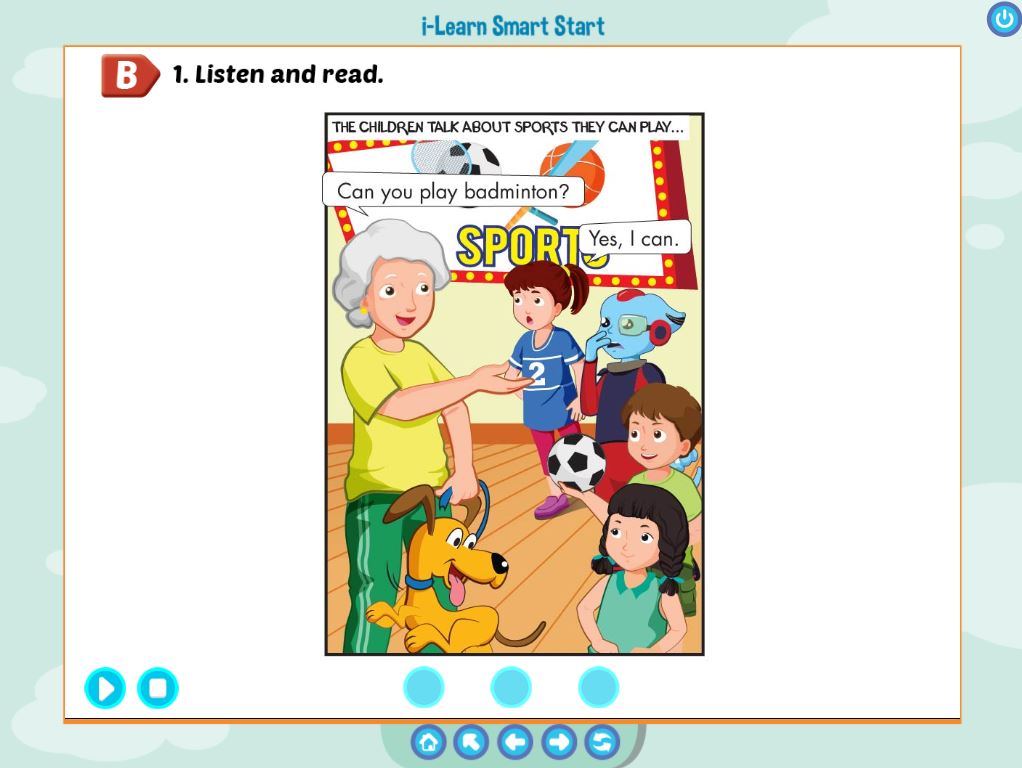 i-Learn Smart Start
B 1. Listen and read.
THE CHILDREN TALK ABOUT SPORTS THEY CAN PLAY...
Can you play badminton?
SPORTS
Yes, I can.
2